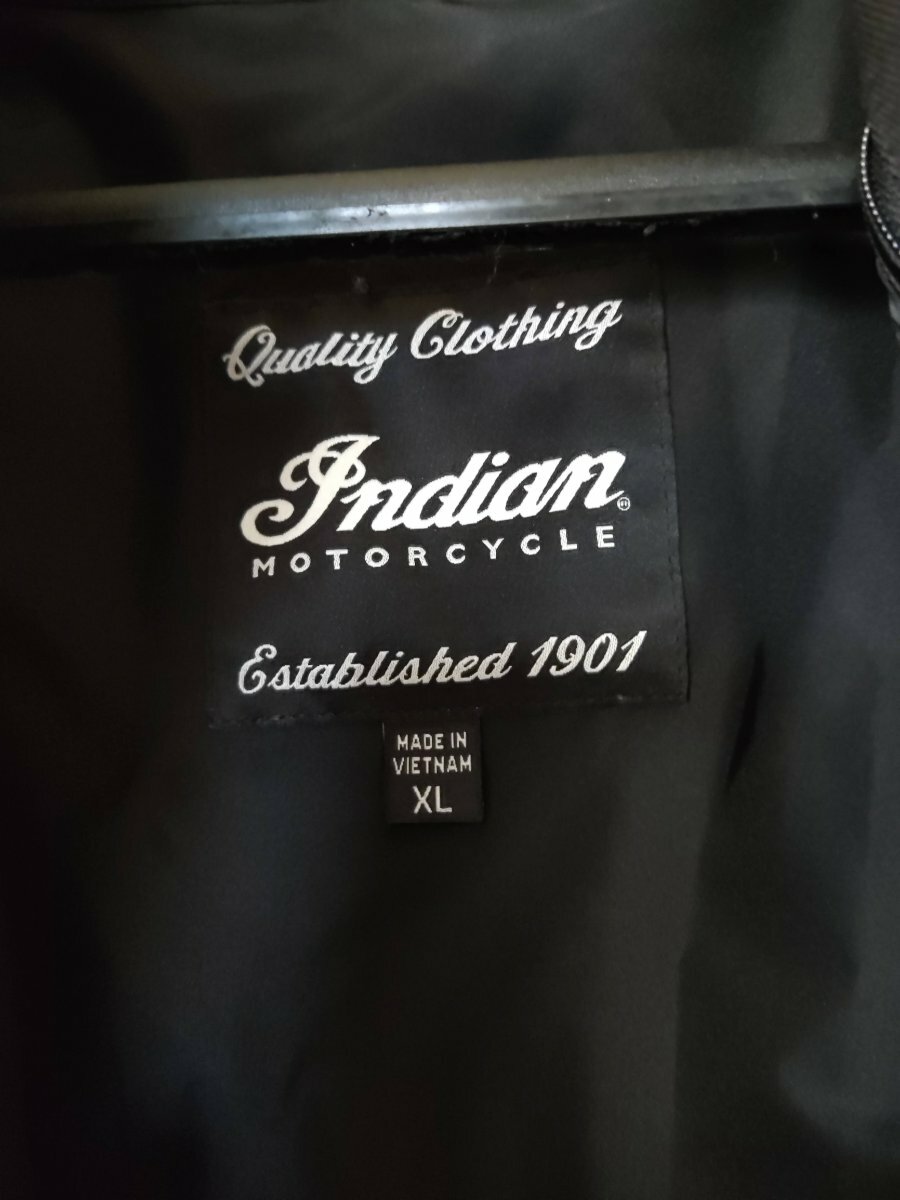 Quality Clothing
Indian®
MOTORCYCLE
Established 1901
MADE IN
VIETNAM
XL